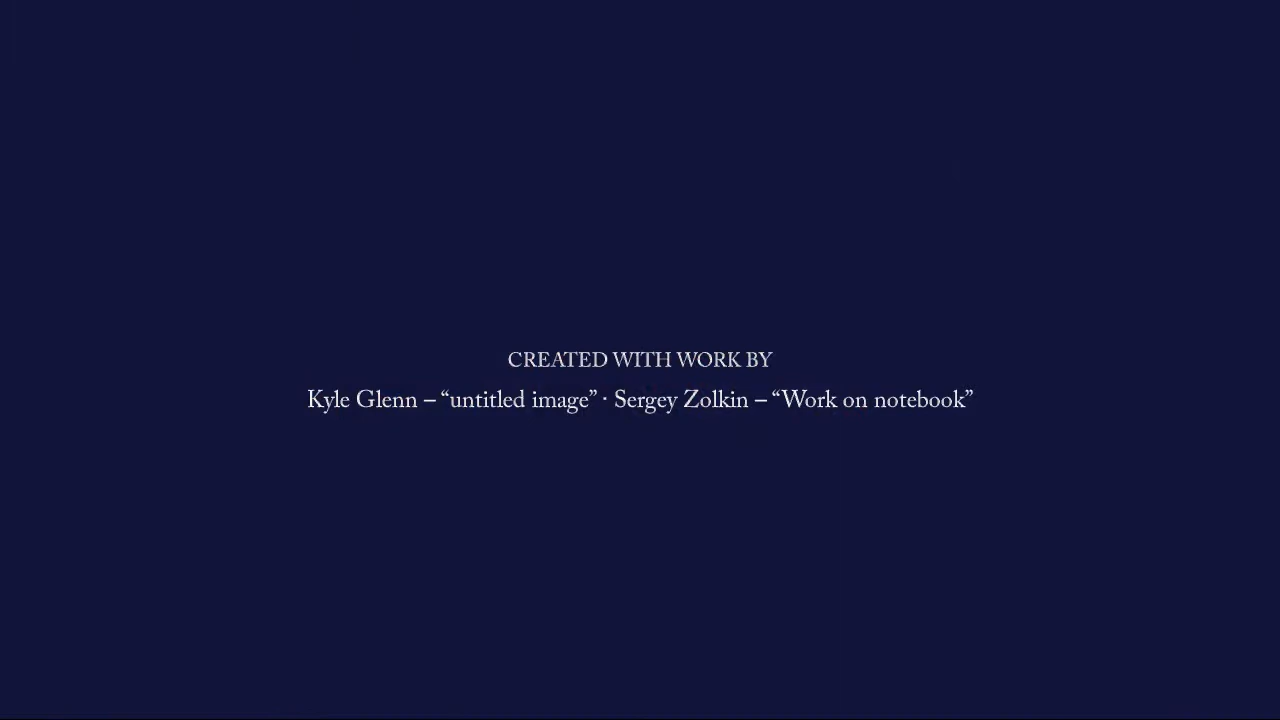 CREATED WITH WORK BY
Kyle Glenn – “untitled image” · Sergey Zolkin – “Work on notebook”